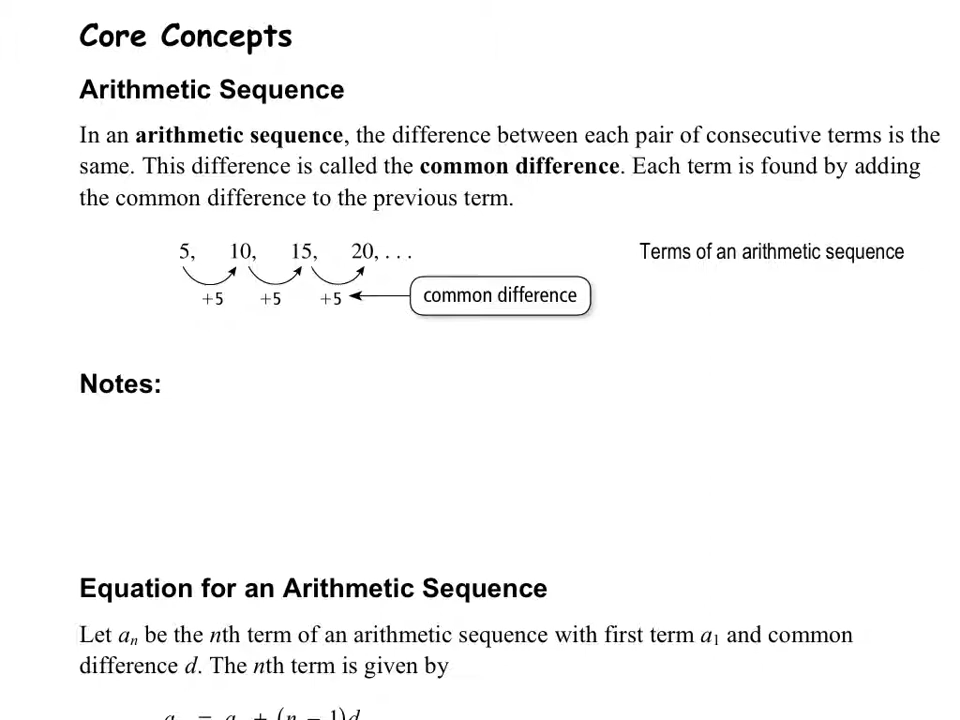 Core Concepts
Arithmetic Sequence
In an arithmetic sequence, the difference between each pair of consecutive terms is the
same. This difference is called the common difference. Each term is found by adding
the common difference to the previous term.
5, 10, 15, 20, . . . Terms of an arithmetic sequence
+5 +5 +5 common difference
Notes:
Equation for an Arithmetic Sequence
Let aₙ be the nth term of an arithmetic sequence with first term a₁ and common
difference d. The nth term is given by